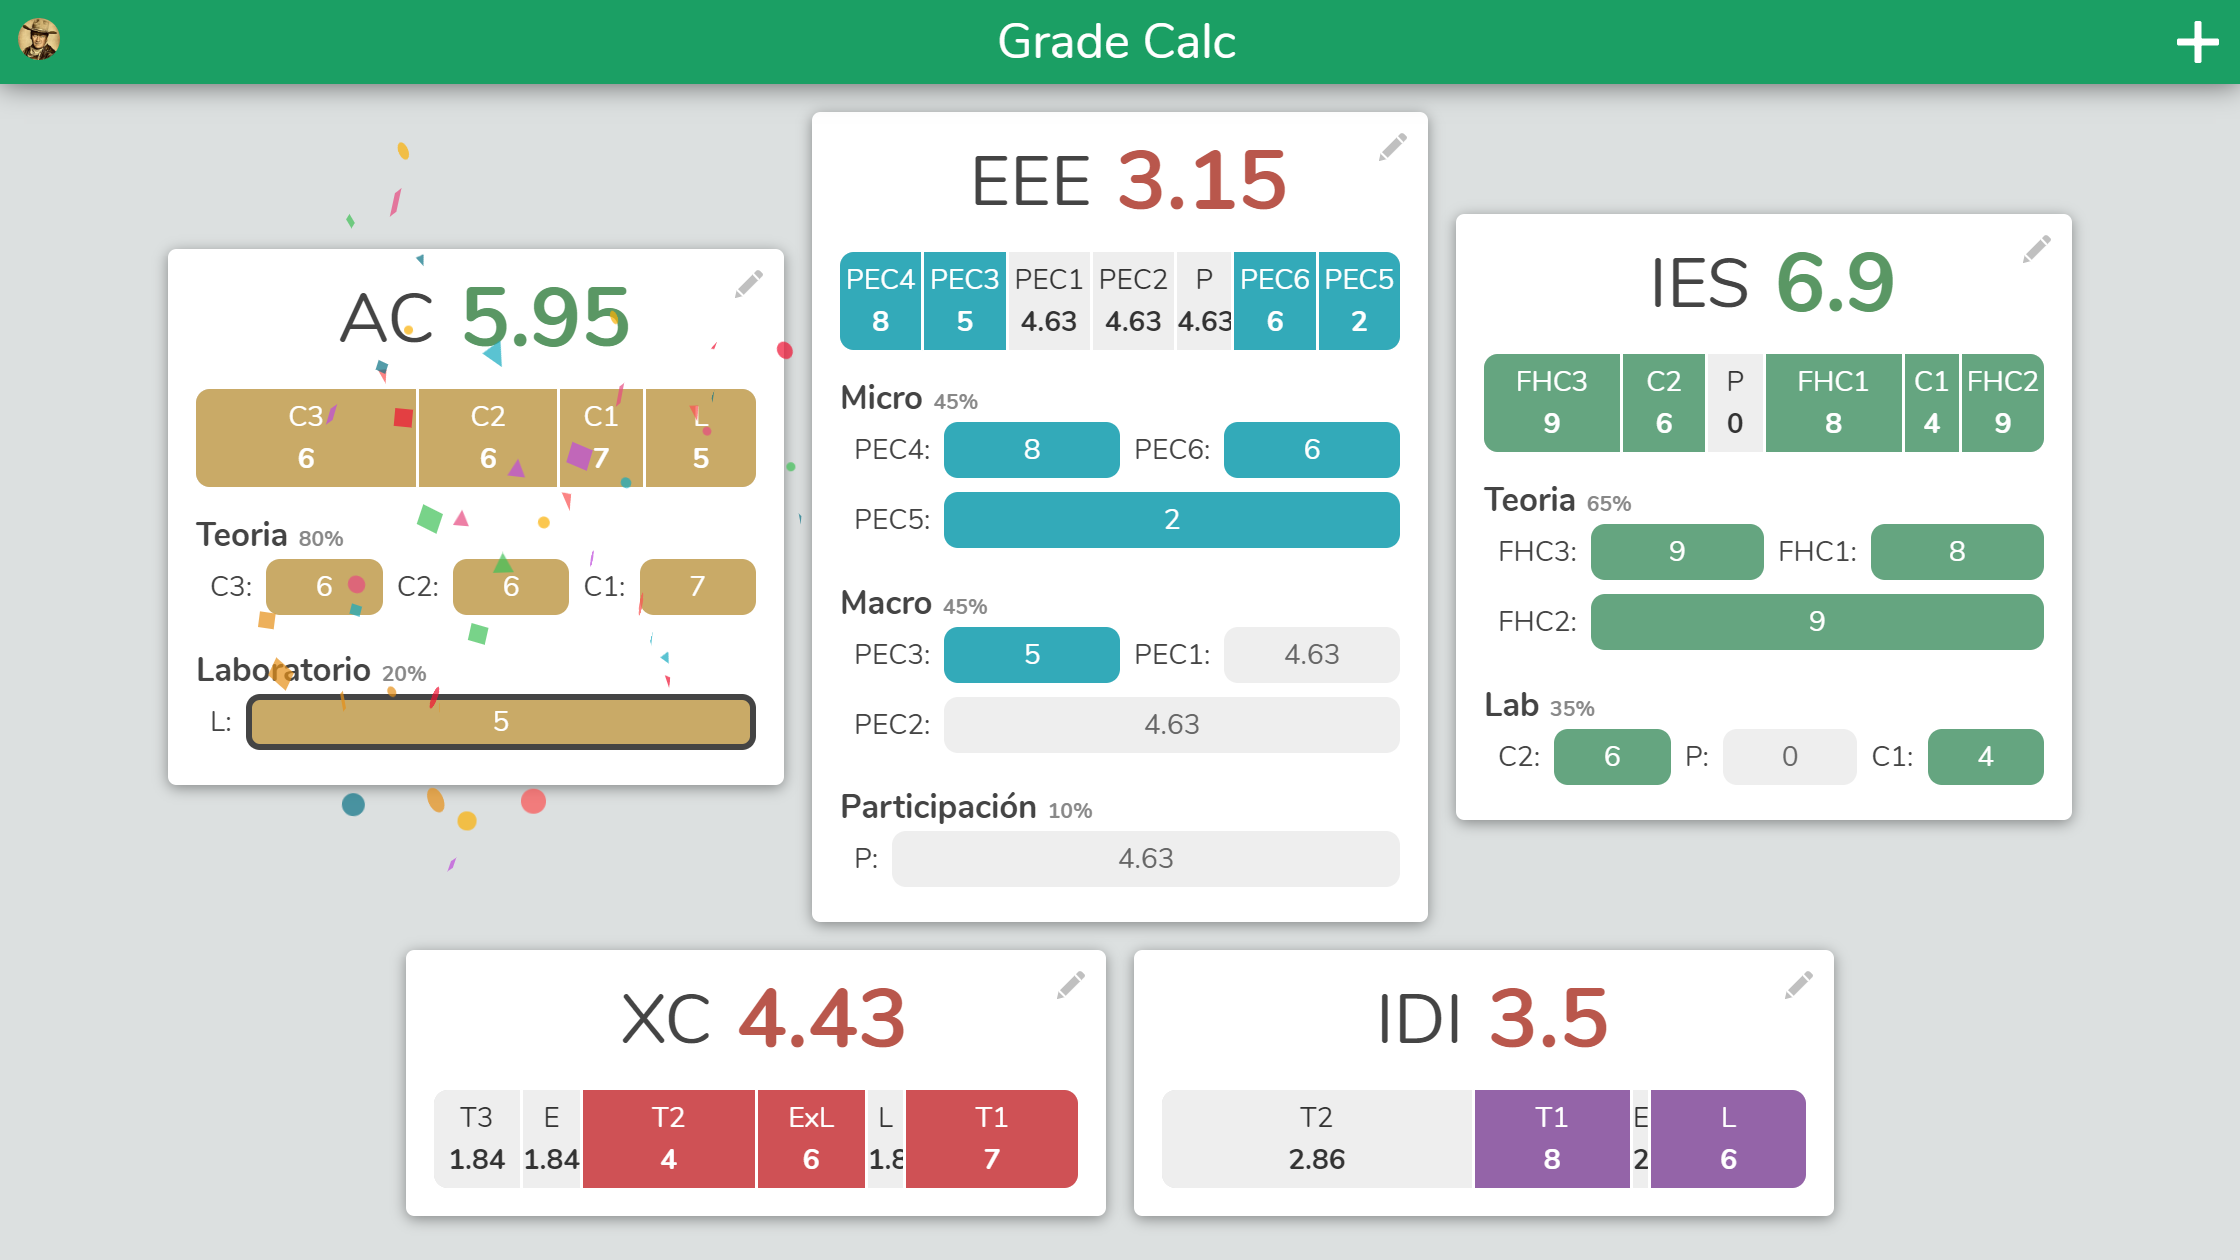 Grade Calc
AC 5.95
C3 C2 C1 L
6 6 7 5
Teoria 80%
C3: 6 C2: 6 C1: 7
Laboratorio 20%
L: 5
EEE 3.15
PEC4 PEC3 PEC1 PEC2 P PEC6 PEC5
8 5 4.63 4.63 4.63 6 2
Micro 45%
PEC4: 8 PEC6: 6
PEC5: 2
Macro 45%
PEC3: 5 PEC1: 4.63
PEC2: 4.63
Participación 10%
P: 4.63
IES 6.9
FHC3 C2 P FHC1 C1 FHC2
9 6 0 8 4 9
Teoria 65%
FHC3: 9 FHC1: 8
FHC2: 9
Lab 35%
C2: 6 P: 0 C1: 4
XC 4.43
T3 E T2 ExL L T1
1.84 1.84 4 6 1.8 7
IDI 3.5
T2 T1 E L
2.86 8 2 6